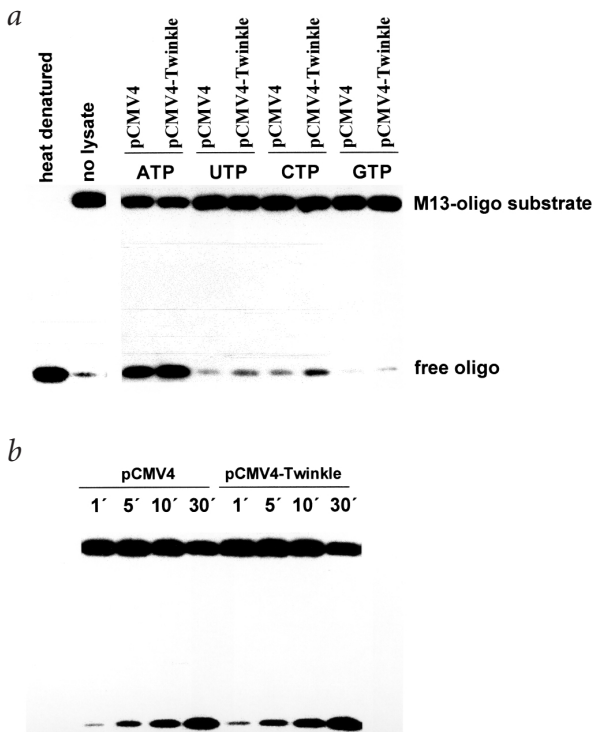 a
heat denatured
no lysate
pCMV4
pCMV4-Twinkle
pCMV4
pCMV4-Twinkle
pCMV4
pCMV4-Twinkle
pCMV4
pCMV4-Twinkle
ATP UTP CTP GTP
M13-oligo substrate
free oligo
b
pCMV4 pCMV4-Twinkle
1´ 5´ 10´ 30´ 1´ 5´ 10´ 30´